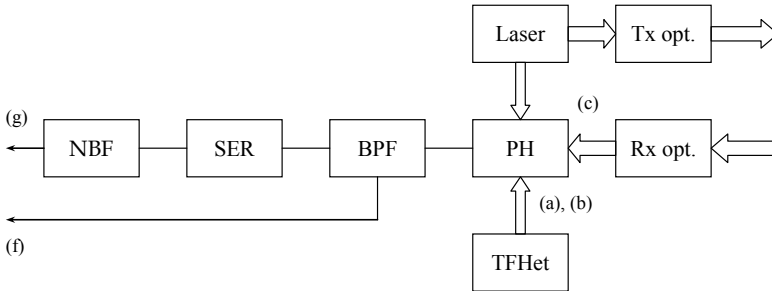 Laser
Tx opt.
(c)
(g)
NBF
SER
BPF
PH
Rx opt.
(a), (b)
(f)
TFHet